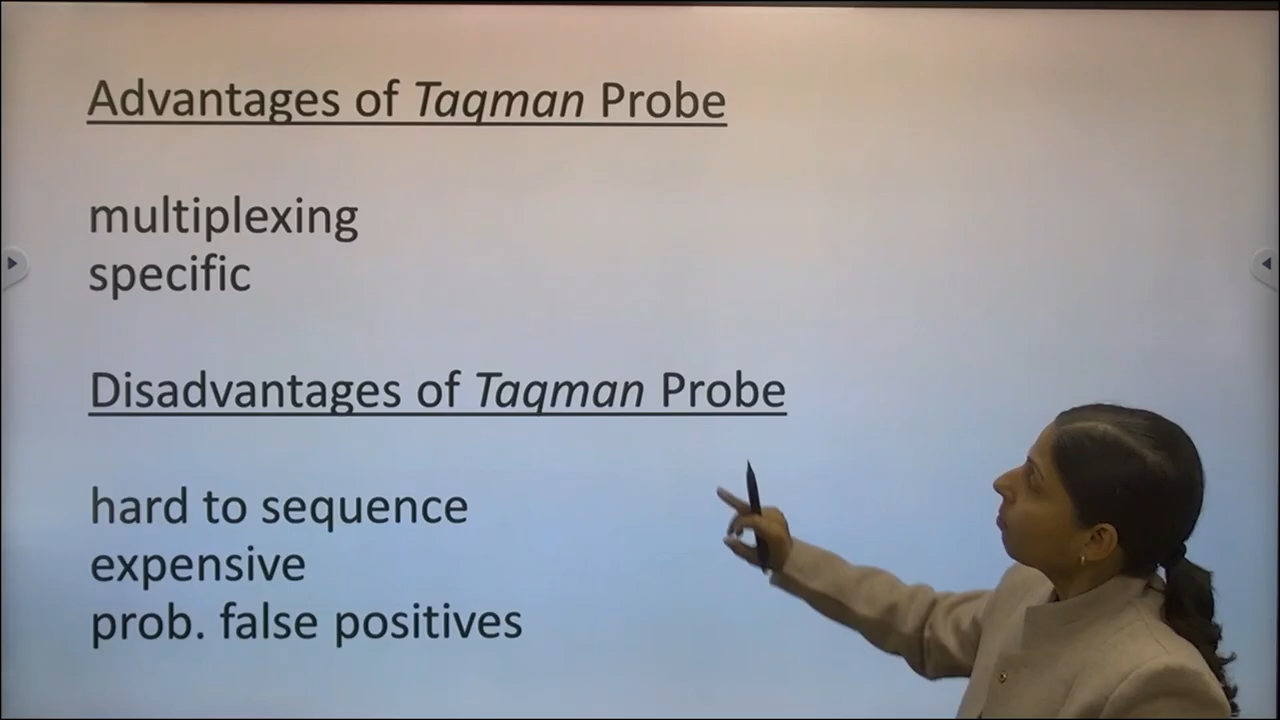 Advantages of Taqman Probe
multiplexing
specific
Disadvantages of Taqman Probe
hard to sequence
expensive
prob. false positives